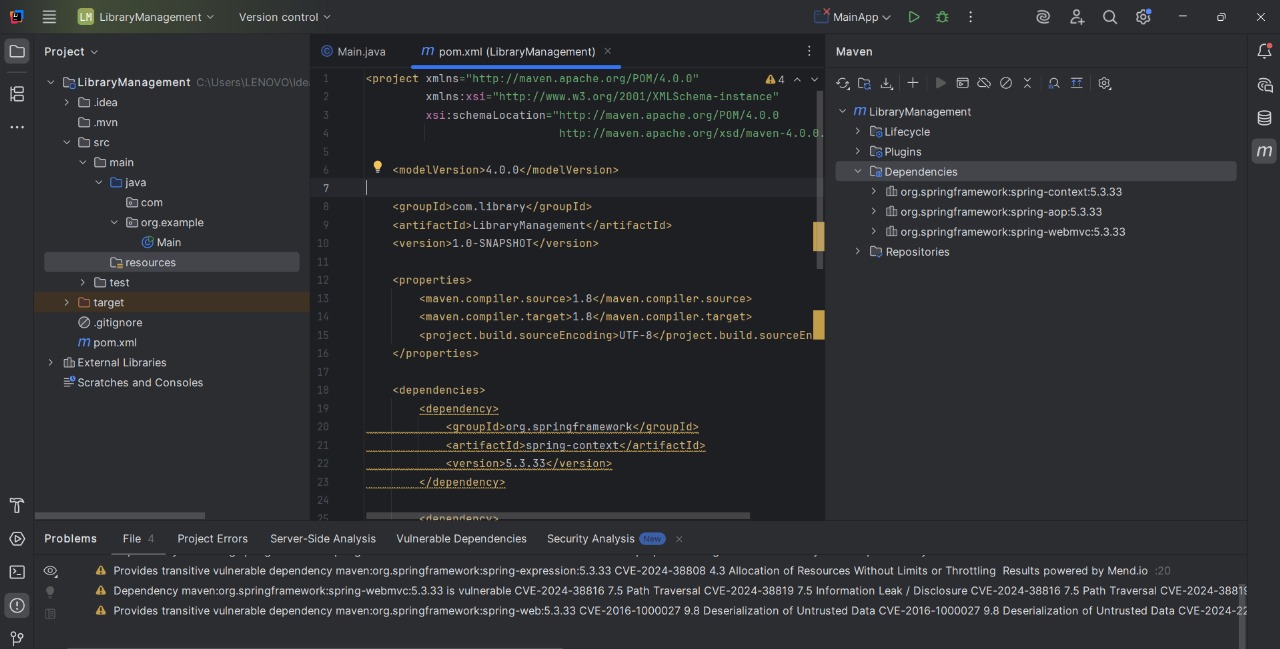 LM LibraryManagement Version control MainApp
Project
LibraryManagement C:\Users\LENOVO\Idea
.idea
.mvn
src
main
java
com
org.example
Main
resources
test
target
.gitignore
pom.xml
External Libraries
Scratches and Consoles
Main.java m pom.xml (LibraryManagement)
4
1 <project xmlns="http://maven.apache.org/POM/4.0.0"
2 xmlns:xsi="http://www.w3.org/2001/XMLSchema-instance"
3 xsi:schemaLocation="http://maven.apache.org/POM/4.0.0
4 http://maven.apache.org/xsd/maven-4.0.0.
5
6 <modelVersion>4.0.0</modelVersion>
7
8 <groupId>com.library</groupId>
9 <artifactId>LibraryManagement</artifactId>
10 <version>1.0-SNAPSHOT</version>
11
12 <properties>
13 <maven.compiler.source>1.8</maven.compiler.source>
14 <maven.compiler.target>1.8</maven.compiler.target>
15 <project.build.sourceEncoding>UTF-8</project.build.sourceEn
16 </properties>
17
18 <dependencies>
19 <dependency>
20 <groupId>org.springframework</groupId>
21 <artifactId>spring-context</artifactId>
22 <version>5.3.33</version>
23 </dependency>
24
25 <dependency>
Maven
LibraryManagement
Lifecycle
Plugins
Dependencies
org.springframework:spring-context:5.3.33
org.springframework:spring-aop:5.3.33
org.springframework:spring-webmvc:5.3.33
Repositories
Problems File 4 Project Errors Server-Side Analysis Vulnerable Dependencies Security Analysis New
Provides transitive vulnerable dependency maven:org.springframework:spring-expression:5.3.33 CVE-2024-38808 4.3 Allocation of Resources Without Limits or Throttling Results powered by Mend.io :20
Dependency maven:org.springframework:spring-webmvc:5.3.33 is vulnerable CVE-2024-38816 7.5 Path Traversal CVE-2024-38819 7.5 Information Leak / Disclosure CVE-2024-38816 7.5 Path Traversal CVE-2024-38819
Provides transitive vulnerable dependency maven:org.springframework:spring-web:5.3.33 CVE-2016-1000027 9.8 Deserialization of Untrusted Data CVE-2016-1000027 9.8 Deserialization of Untrusted Data CVE-2024-22